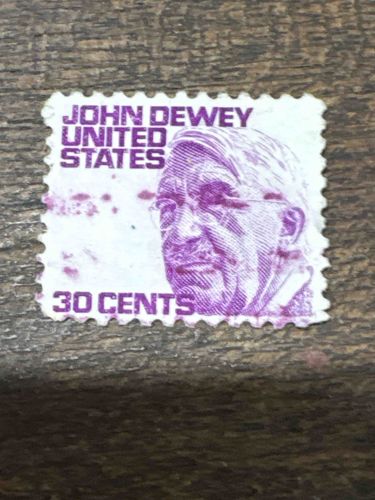 JOHN DEWEY
UNITED
STATES
30 CENTS